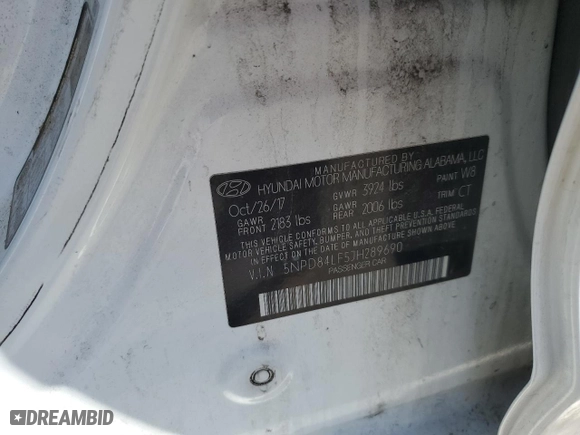 MANUFACTURED BY
HYUNDAI MOTOR MANUFACTURING ALABAMA, LLC
Oct/26/17 GVWR 3924 lbs PAINT W8
GAWR FRONT 2183 lbs GAWR REAR 2006 lbs TRIM CT
THIS VEHICLE CONFORMS TO ALL APPLICABLE U.S. FEDERAL
MOTOR VEHICLE SAFETY, BUMPER, AND THEFT PREVENTION STANDARDS
IN EFFECT ON THE DATE OF MANUFACTURE SHOWN ABOVE.
V.I.N 5NPD84LF5JH289690
PASSENGER CAR
DREAMBID